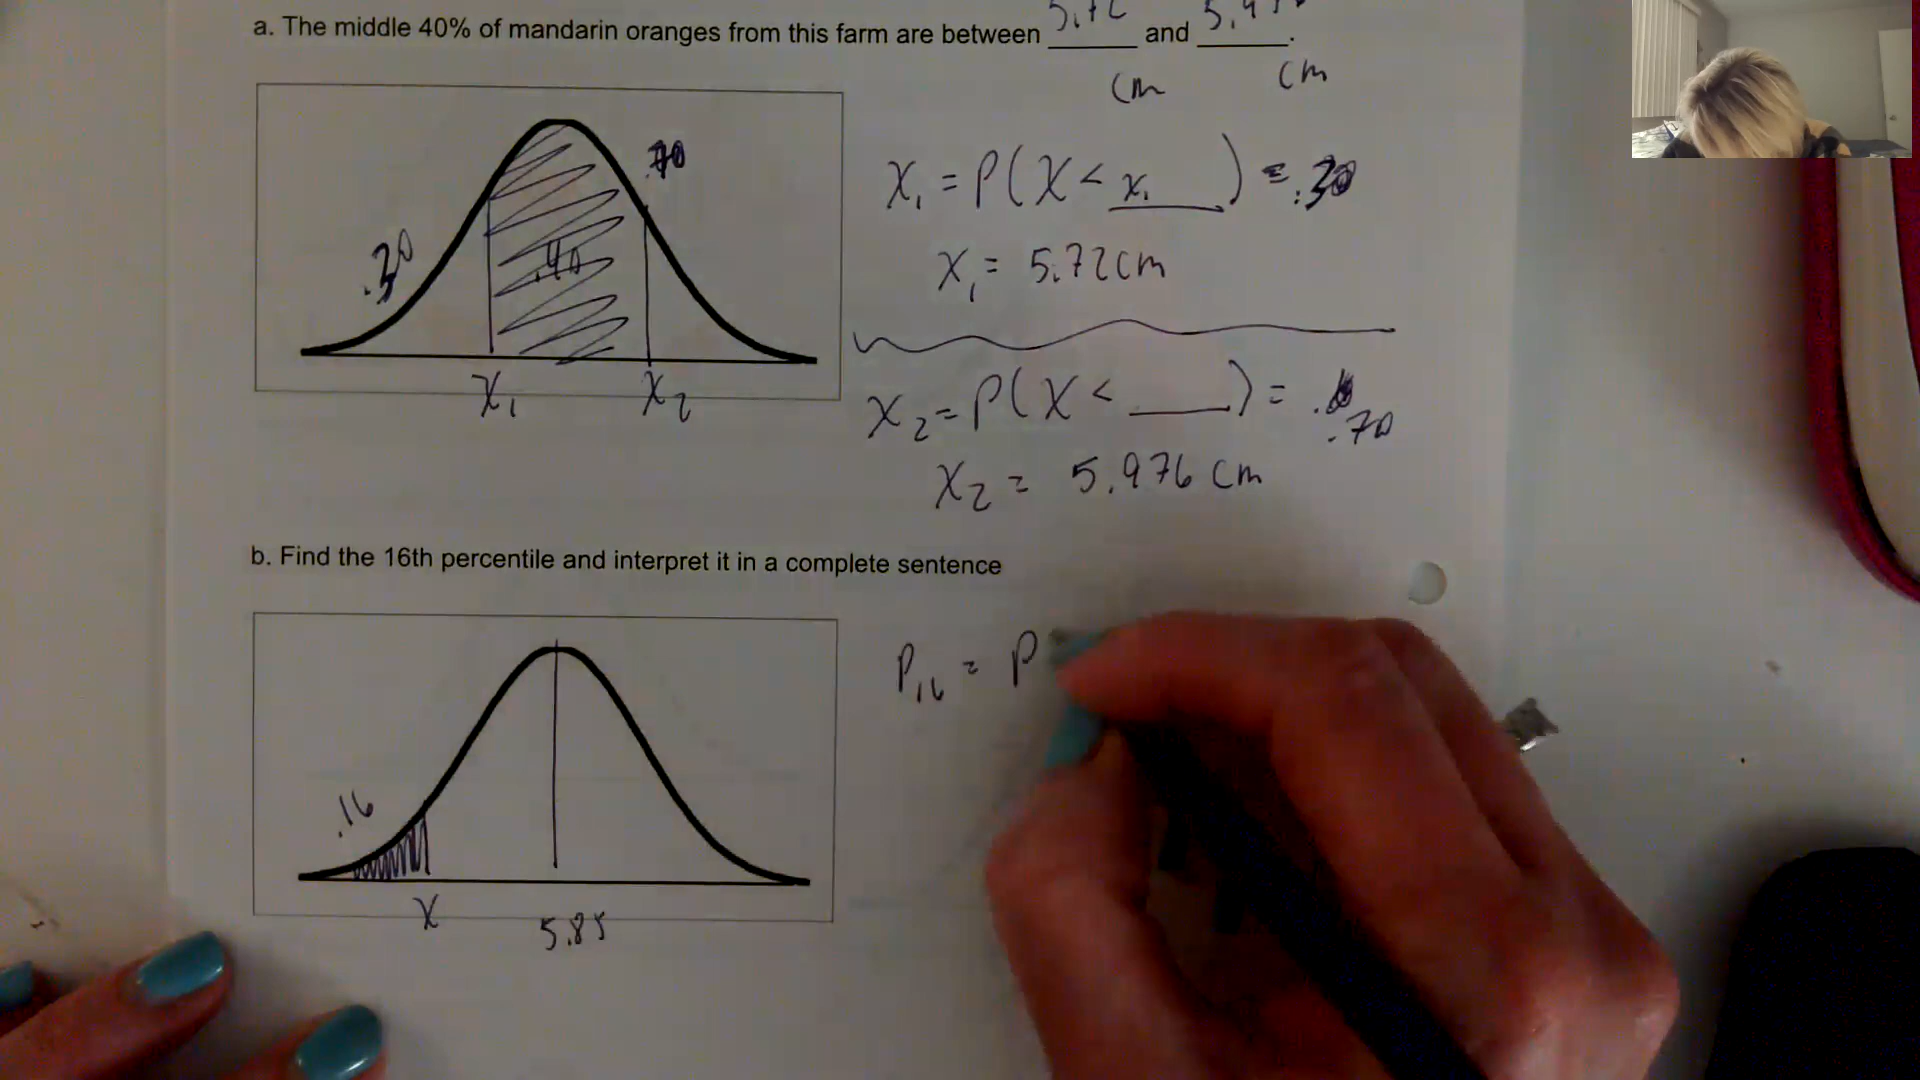 a. The middle 40% of mandarin oranges from this farm are between 5.72 and
cm cm
.30 .40 .70
X₁ = P(X < x₁) = .30
X₁ = 5.72cm
X₁ X₂
X₂ = P(X < ____) = .70
X₂ = 5.976 cm
b. Find the 16th percentile and interpret it in a complete sentence
P₁₆ = P
.16
X 5.85